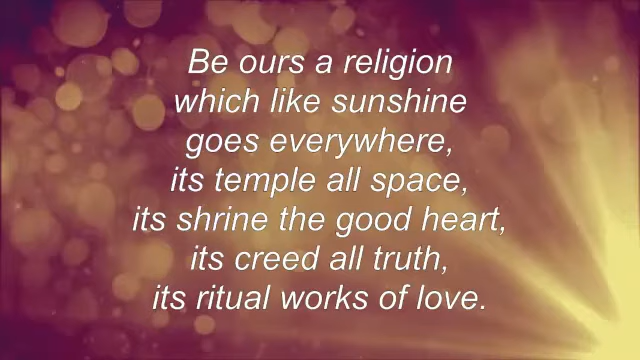 Be ours a religion
which like sunshine
goes everywhere,
its temple all space,
its shrine the good heart,
its creed all truth,
its ritual works of love.